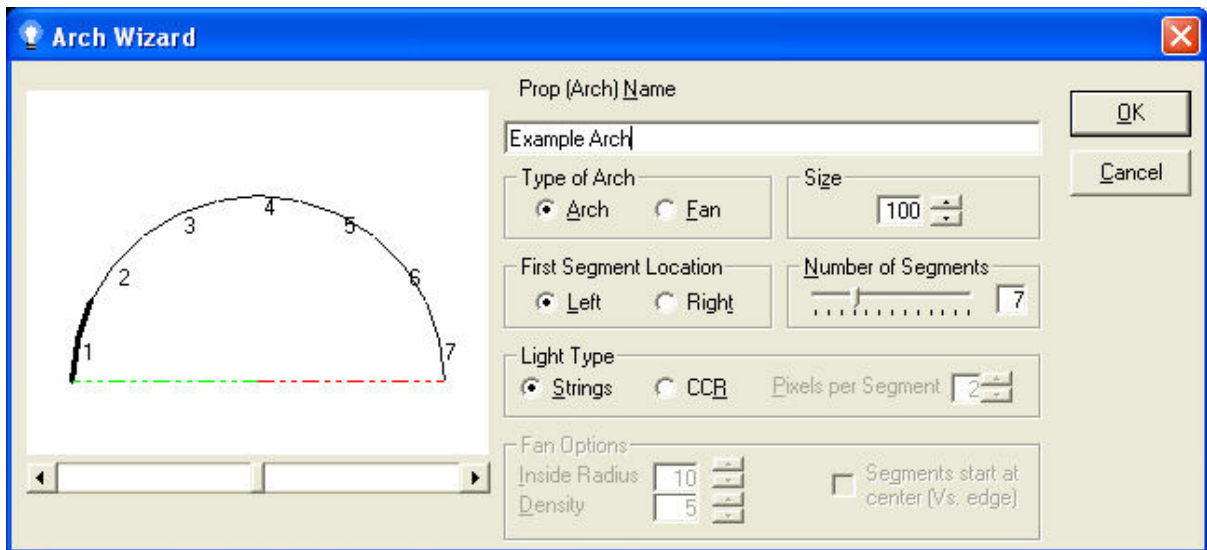 Arch Wizard
Prop (Arch) Name
Example Arch
OK
Cancel
Type of Arch
Arch
Fan
Size
100
First Segment Location
Left
Right
Number of Segments
7
Light Type
Strings
CCR
Pixels per Segment
2
Fan Options
Inside Radius
10
Density
5
Segments start at
center (Vs. edge)
1
2
3
4
5
6
7